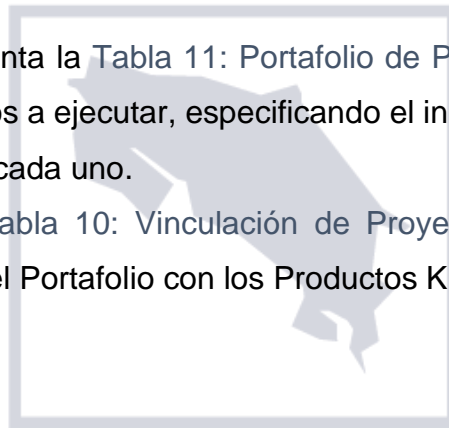 nta la Tabla 11: Portafolio de P
s a ejecutar, especificando el in
cada uno.
abla 10: Vinculación de Proye
el Portafolio con los Productos K